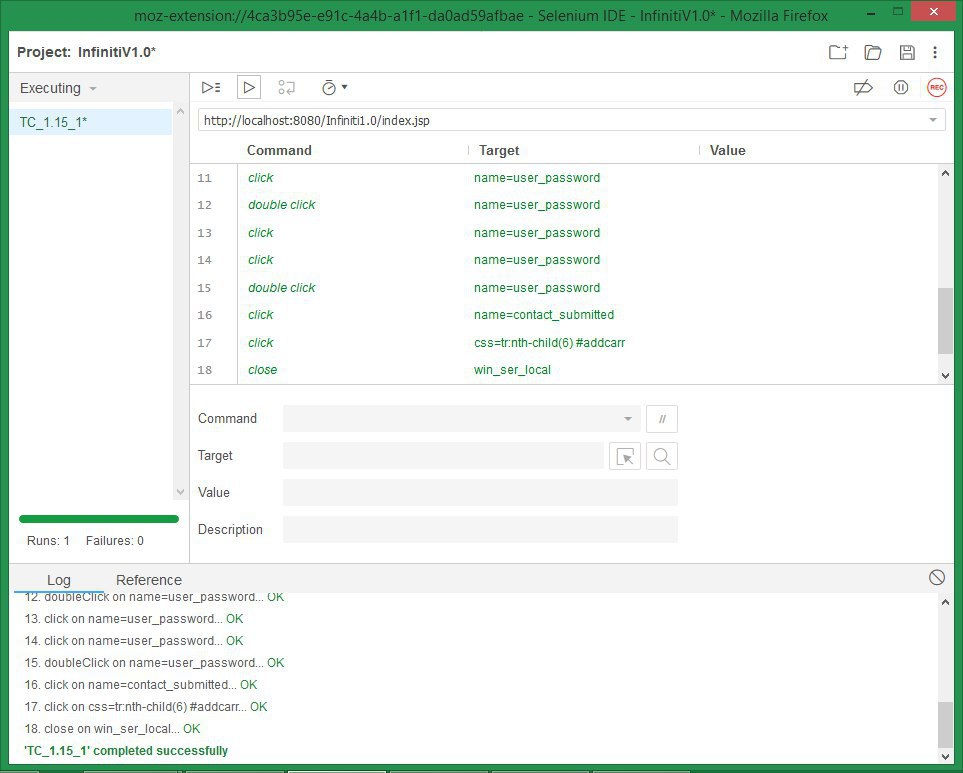 moz-extension://4ca3b95e-e91c-4a4b-a1f1-da0ad59afbae - Selenium IDE - InfinitiV1.0* - Mozilla Firefox
Project: InfinitiV1.0*
Executing
TC_1.15_1*
REC
http://localhost:8080/Infiniti1.0/index.jsp
Command Target Value
11 click name=user_password
12 double click name=user_password
13 click name=user_password
14 click name=user_password
15 double click name=user_password
16 click name=contact_submitted
17 click css=tr:nth-child(6) #addcarr
18 close win_ser_local
Command //
Target
Value
Description
Runs: 1 Failures: 0
Log Reference
12. doubleClick on name=user_password... OK
13. click on name=user_password... OK
14. click on name=user_password... OK
15. doubleClick on name=user_password... OK
16. click on name=contact_submitted... OK
17. click on css=tr:nth-child(6) #addcarr... OK
18. close on win_ser_local... OK
'TC_1.15_1' completed successfully